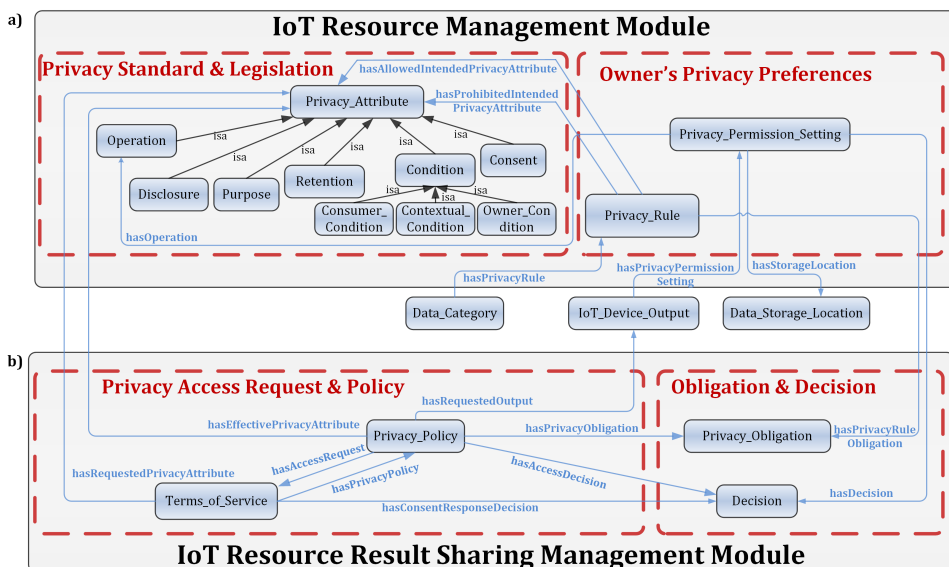 a)
IoT Resource Management Module
Privacy Standard & Legislation
hasAllowedIntendedPrivacyAttribute
Owner's Privacy Preferences
Privacy_Attribute
hasProhibitedIntended
PrivacyAttribute
Operation
isa
isa
isa
isa
isa
isa
Privacy_Permission_Setting
Disclosure
Purpose
Retention
Condition
Consent
isa
isa
isa
Consumer_
Condition
Contextual_
Condition
Owner_Con
dition
Privacy_Rule
hasOperation
hasPrivacyRule
hasPrivacyPermission
Setting
hasStorageLocation
Data_Category
IoT_Device_Output
Data_Storage_Location
b)
Privacy Access Request & Policy
Obligation & Decision
hasRequestedOutput
hasEffectivePrivacyAttribute
Privacy_Policy
hasPrivacyObligation
Privacy_Obligation
hasPrivacyRule
Obligation
hasAccessRequest
hasAccessDecision
hasRequestedPrivacyAttribute
hasPrivacyPolicy
Terms_of_Service
hasConsentResponseDecision
Decision
hasDecision
IoT Resource Result Sharing Management Module